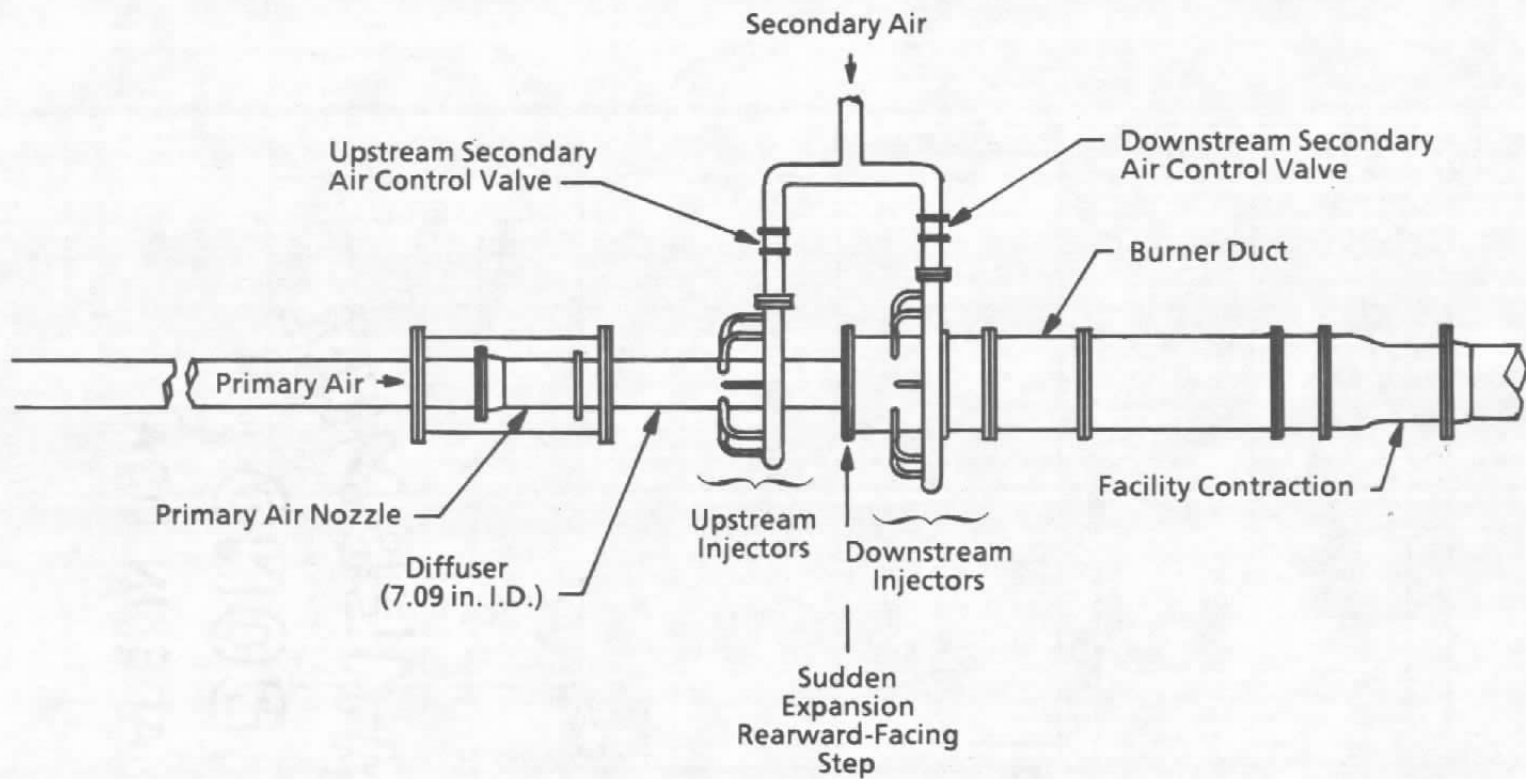 Secondary Air
Upstream Secondary
Air Control Valve
Downstream Secondary
Air Control Valve
Burner Duct
Primary Air
Primary Air Nozzle
Diffuser
(7.09 in. I.D.)
Upstream
Injectors
Downstream
Injectors
Facility Contraction
Sudden
Expansion
Rearward-Facing
Step